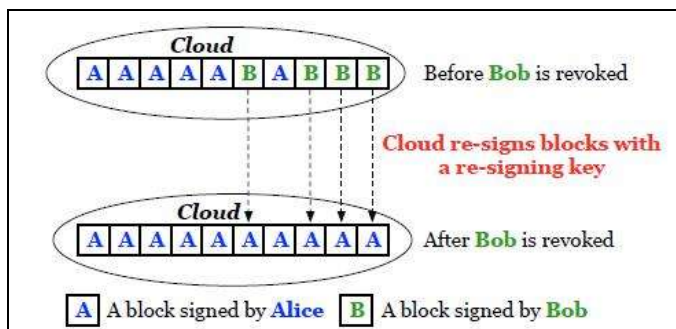 Cloud
A A A A A B A B B B
Before Bob is revoked
Cloud re-signs blocks with
a re-signing key
Cloud
A A A A A A A A A A
After Bob is revoked
A A block signed by Alice B A block signed by Bob